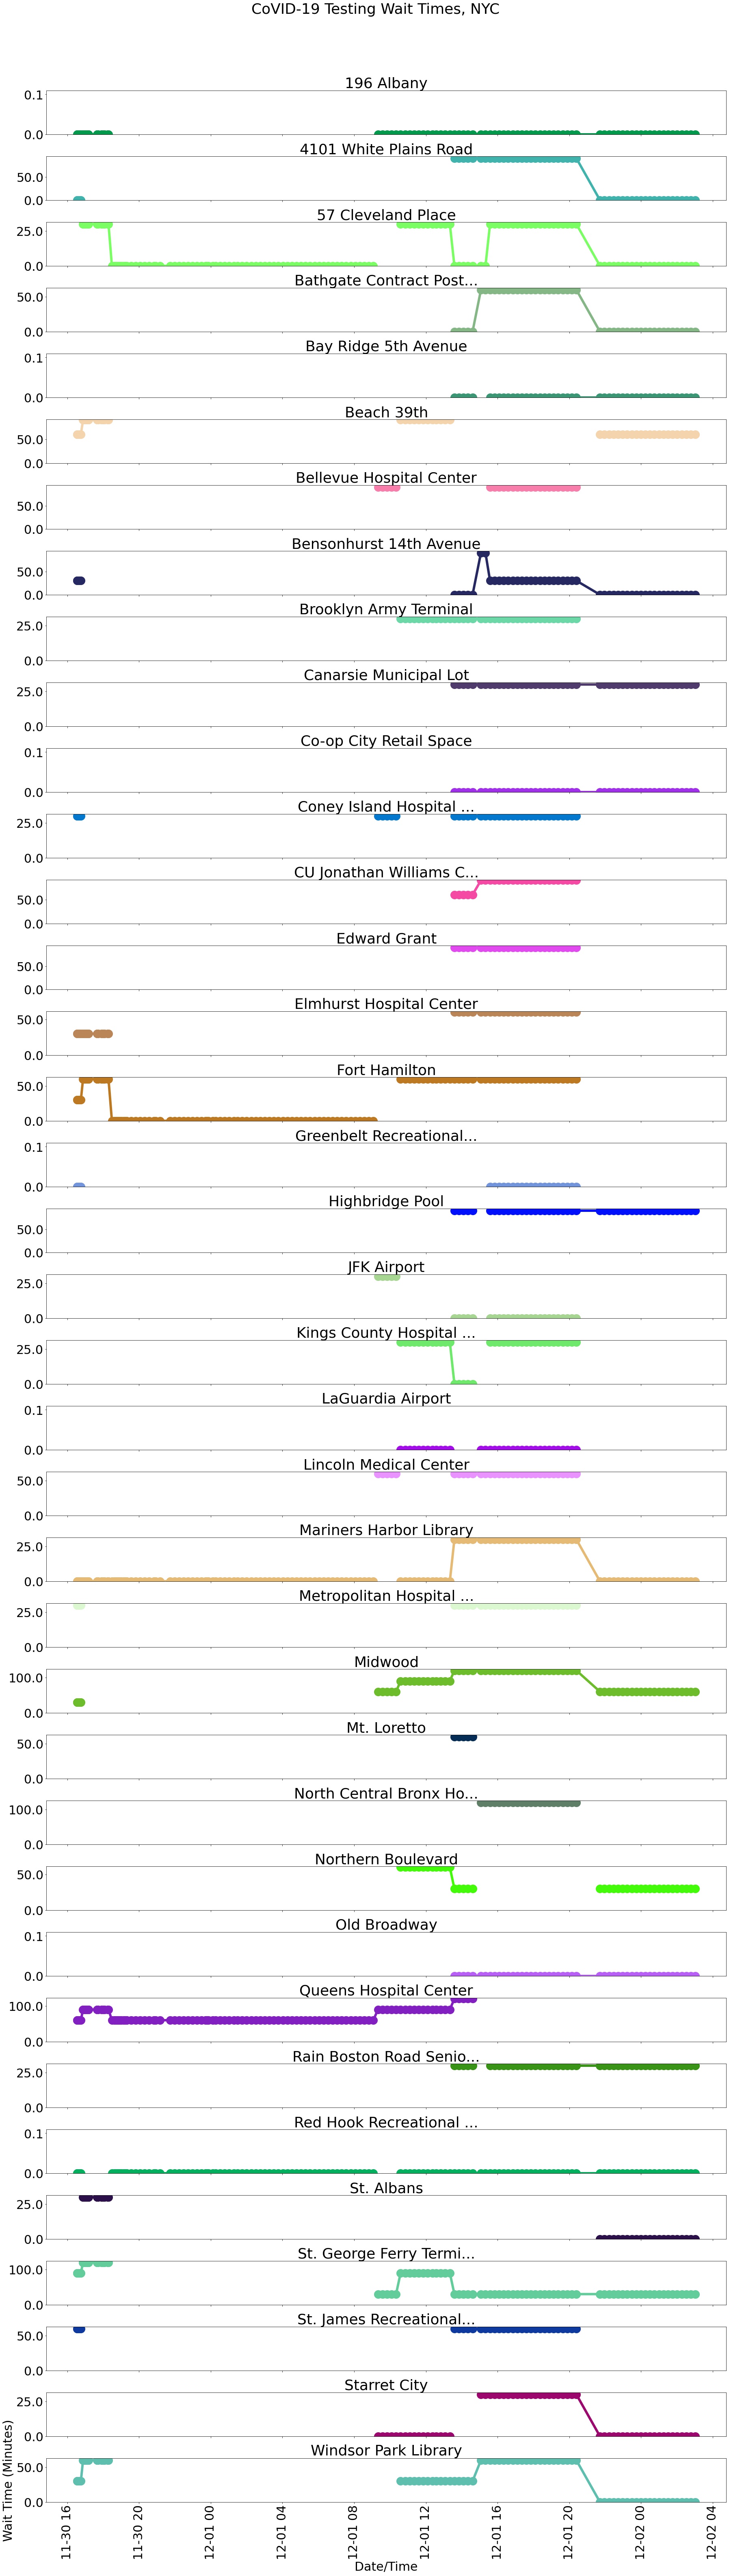 CoVID-19 Testing Wait Times, NYC
196 Albany
0.1
0.0
4101 White Plains Road
50.0
0.0
57 Cleveland Place
25.0
0.0
Bathgate Contract Post...
50.0
0.0
Bay Ridge 5th Avenue
0.1
0.0
Beach 39th
50.0
0.0
Bellevue Hospital Center
50.0
0.0
Bensonhurst 14th Avenue
50.0
0.0
Brooklyn Army Terminal
25.0
0.0
Canarsie Municipal Lot
25.0
0.0
Co-op City Retail Space
0.1
0.0
Coney Island Hospital ...
25.0
0.0
CU Jonathan Williams C...
50.0
0.0
Edward Grant
50.0
0.0
Elmhurst Hospital Center
50.0
0.0
Fort Hamilton
50.0
0.0
Greenbelt Recreational...
0.1
0.0
Highbridge Pool
50.0
0.0
JFK Airport
25.0
0.0
Kings County Hospital ...
25.0
0.0
LaGuardia Airport
0.1
0.0
Lincoln Medical Center
50.0
0.0
Mariners Harbor Library
25.0
0.0
Metropolitan Hospital ...
25.0
0.0
Midwood
100.0
0.0
Mt. Loretto
50.0
0.0
North Central Bronx Ho...
100.0
0.0
Northern Boulevard
50.0
0.0
Old Broadway
0.1
0.0
Queens Hospital Center
100.0
0.0
Rain Boston Road Senio...
25.0
0.0
Red Hook Recreational ...
0.1
0.0
St. Albans
25.0
0.0
St. George Ferry Termi...
100.0
0.0
St. James Recreational...
50.0
0.0
Starret City
25.0
0.0
Windsor Park Library
50.0
0.0
Wait Time (Minutes)
11-30 16
11-30 20
12-01 00
12-01 04
12-01 08
12-01 12
12-01 16
12-01 20
12-02 00
12-02 04
Date/Time